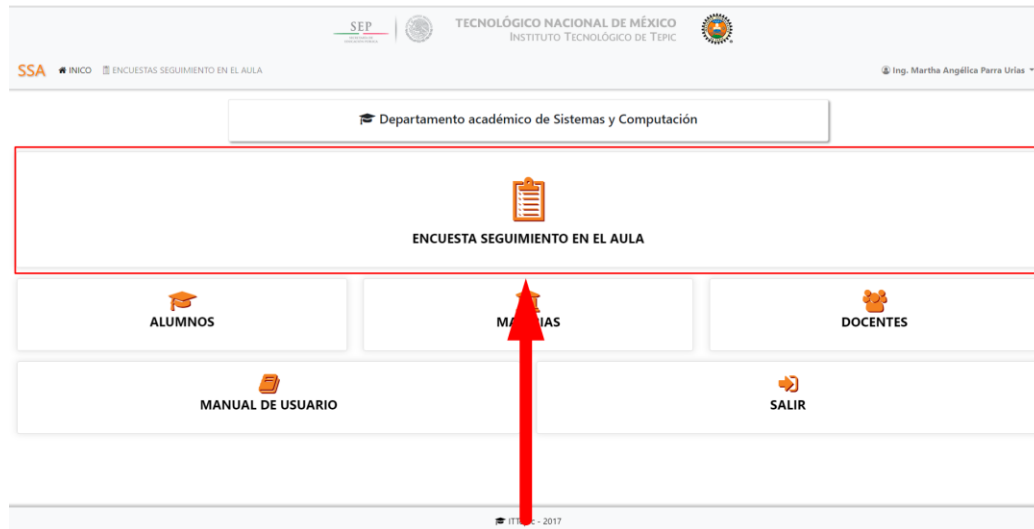 SEP
TECNOLÓGICO NACIONAL DE MÉXICO
INSTITUTO TECNOLÓGICO DE TEPIC
SSA INICO ENCUESTAS SEGUIMIENTO EN EL AULA Ing. Martha Angélica Parra Urías
Departamento académico de Sistemas y Computación
ENCUESTA SEGUIMIENTO EN EL AULA
ALUMNOS DOCENTES
MANUAL DE USUARIO SALIR
- 2017